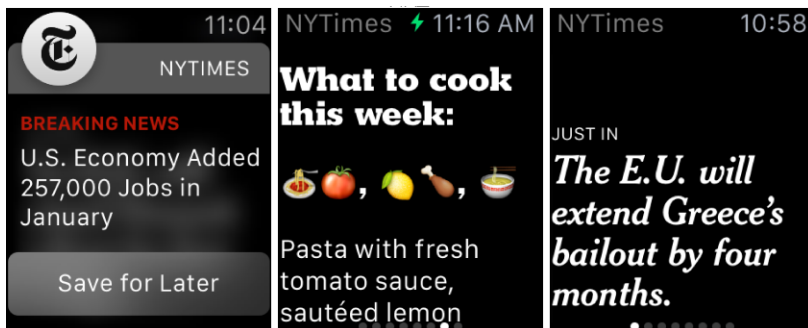 11:04
NYTIMES
BREAKING NEWS
U.S. Economy Added
257,000 Jobs in
January
Save for Later
NYTimes 11:16 AM
What to cook
this week:
🍝🍅, 🍋🍗, 🍜
Pasta with fresh
tomato sauce,
sautéed lemon
NYTimes 10:58
JUST IN
The E.U. will
extend Greece's
bailout by four
months.